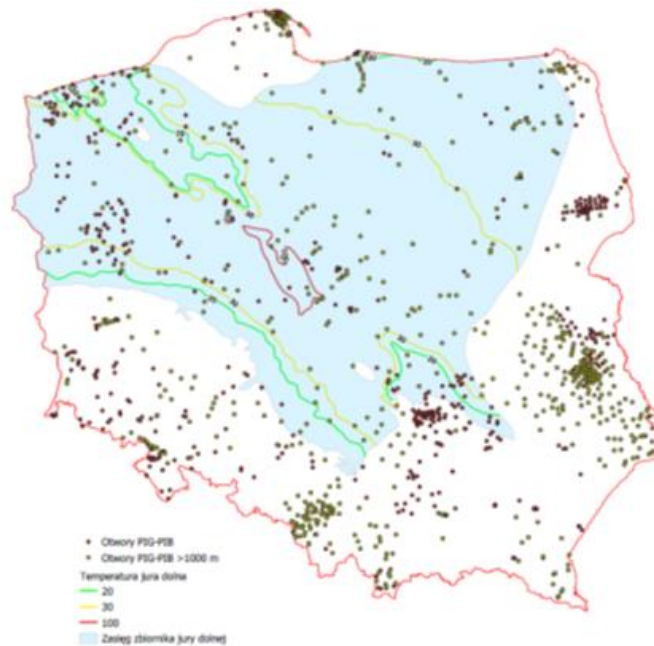 Otwory PIG-PIB
Otwory PIG-PIB >1000 m
Temperatura jura dolna
20
30
100
Zasięg zbiornika jury dolnej